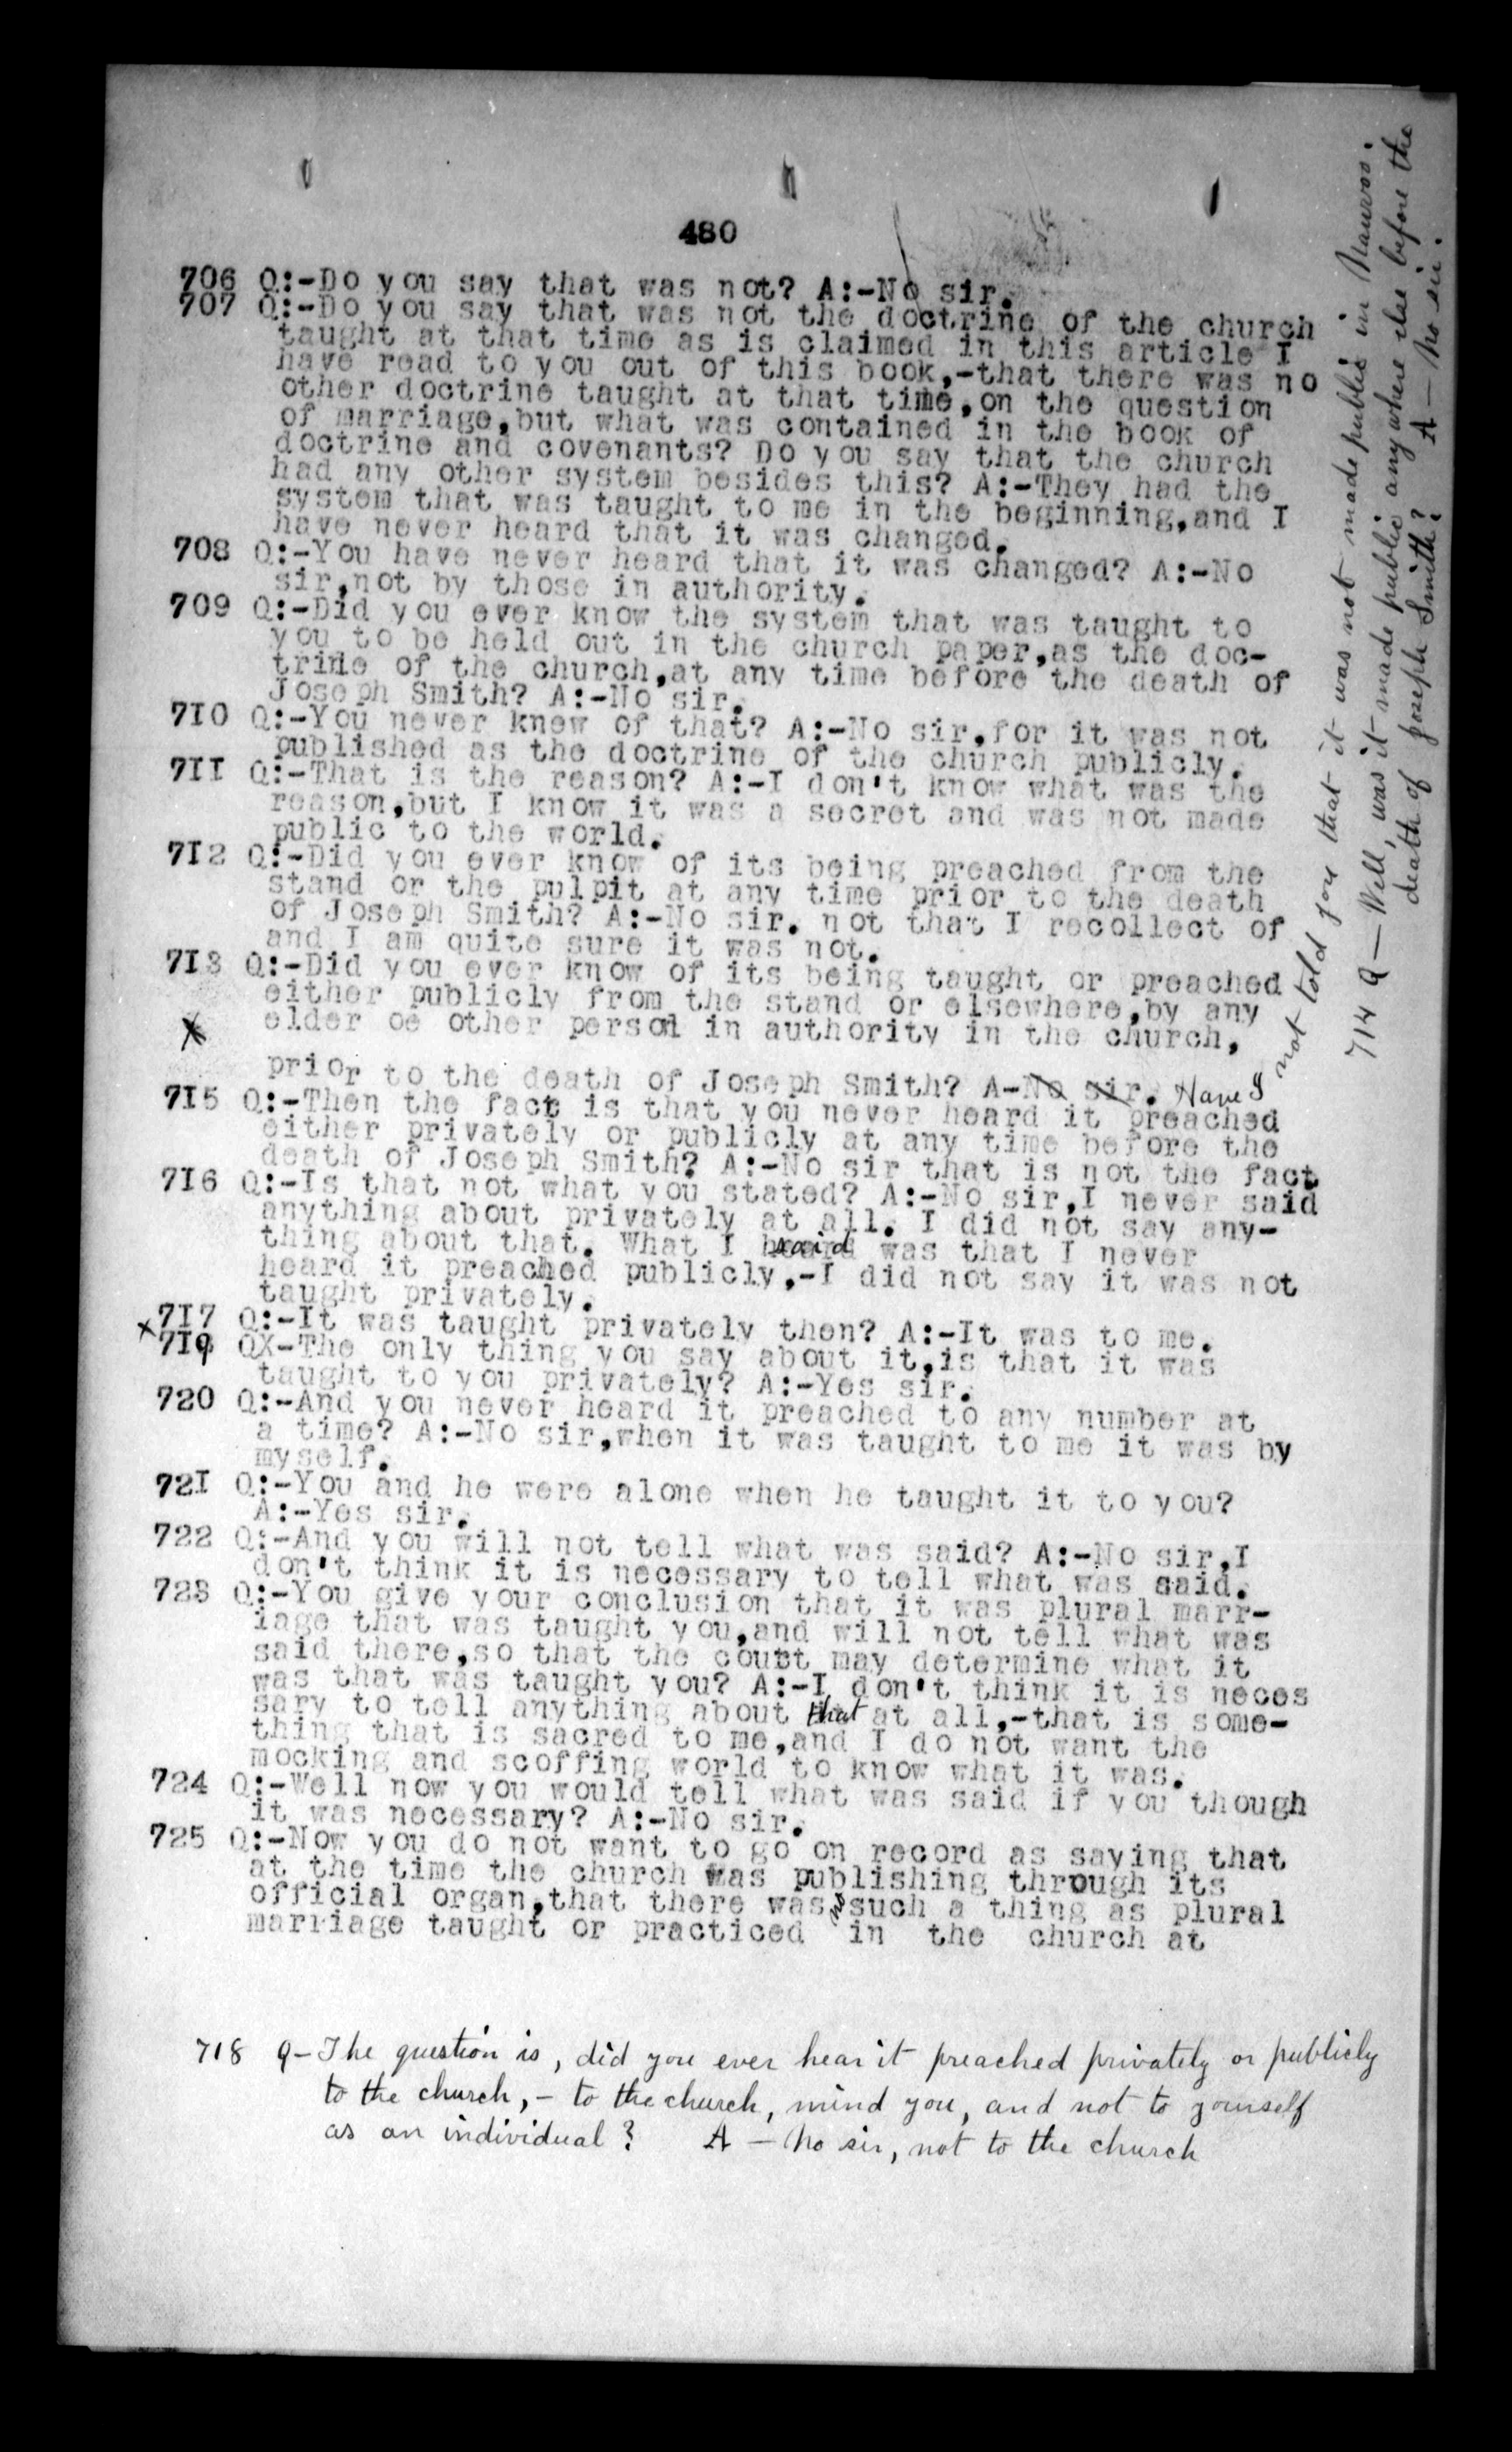 480
706 Q:-Do you say that was not? A:-No sir.
707 Q:-Do you say that was not the doctrine of the church
taught at that time as is claimed in this article I
have read to you out of this book,-that there was no
other doctrine taught at that time,on the question
of marriage,but what was contained in the book of
doctrine and covenants? Do you say that the church
had any other system besides this? A:-They had the
system that was taught to me in the beginning,and I
have never heard that it was changed.
708 Q:-You have never heard that it was changed? A:-No
sir,not by those in authority.
709 Q:-Did you ever know the system that was taught to
you to be held out in the church paper,as the doc-
trine of the church,at any time before the death of
Joseph Smith? A:-No sir.
710 Q:-You never knew of that? A:-No sir,for it was not
published as the doctrine of the church publicly.
711 Q:-That is the reason? A:-I don't know what was the
reason,but I know it was a secret and was not made
public to the world.
712 Q:-Did you ever know of its being preached from the
stand or the pulpit at any time prior to the death
of Joseph Smith? A:-No sir. not that I recollect of
and I am quite sure it was not.
713 Q:-Did you ever know of its being taught or preached
either publicly from the stand or elsewhere,by any
x elder oe other person in authority in the church,
prior to the death of Joseph Smith? A-No sir. Have I
not told you that it was not made public in Nauvoo.
714 Q — Well, was it made public anywhere else before the
death of Joseph Smith? A — No sir.
715 Q:-Then the fact is that you never heard it preached
either privately or publicly at any time before the
death of Joseph Smith? A:-No sir that is not the fact
716 Q:-Is that not what you stated? A:-No sir,I never said
anything about privately at all. I did not say any-
thing about that. What I said was that I never
heard it preached publicly,-I did not say it was not
taught privately.
717 Q:-It was taught privately then? A:-It was to me.
x 719 QX-The only thing you say about it,is that it was
taught to you privately? A:-Yes sir.
720 Q:-And you never heard it preached to any number at
a time? A:-No sir,when it was taught to me it was by
myself.
721 Q:-You and he were alone when he taught it to you?
A:-Yes sir.
722 Q:-And you will not tell what was said? A:-No sir,I
don't think it is necessary to tell what was said.
723 Q:-You give your conclusion that it was plural marr-
iage that was taught you,and will not tell what was
said there,so that the court may determine what it
was that was taught you? A:-I don't think it is neces
sary to tell anything about that at all,-that is some-
thing that is sacred to me,and I do not want the
mocking and scoffing world to know what it was.
724 Q:-Well now you would tell what was said if you though
it was necessary? A:-No sir.
725 Q:-Now you do not want to go on record as saying that
at the time the church was publishing through its
official organ,that there was no such a thing as plural
marriage taught or practiced in the church at
718 Q-The question is, did you ever hear it preached privately or publicly
to the church,- to the church, mind you, and not to yourself
as an individual? A — No sir, not to the church